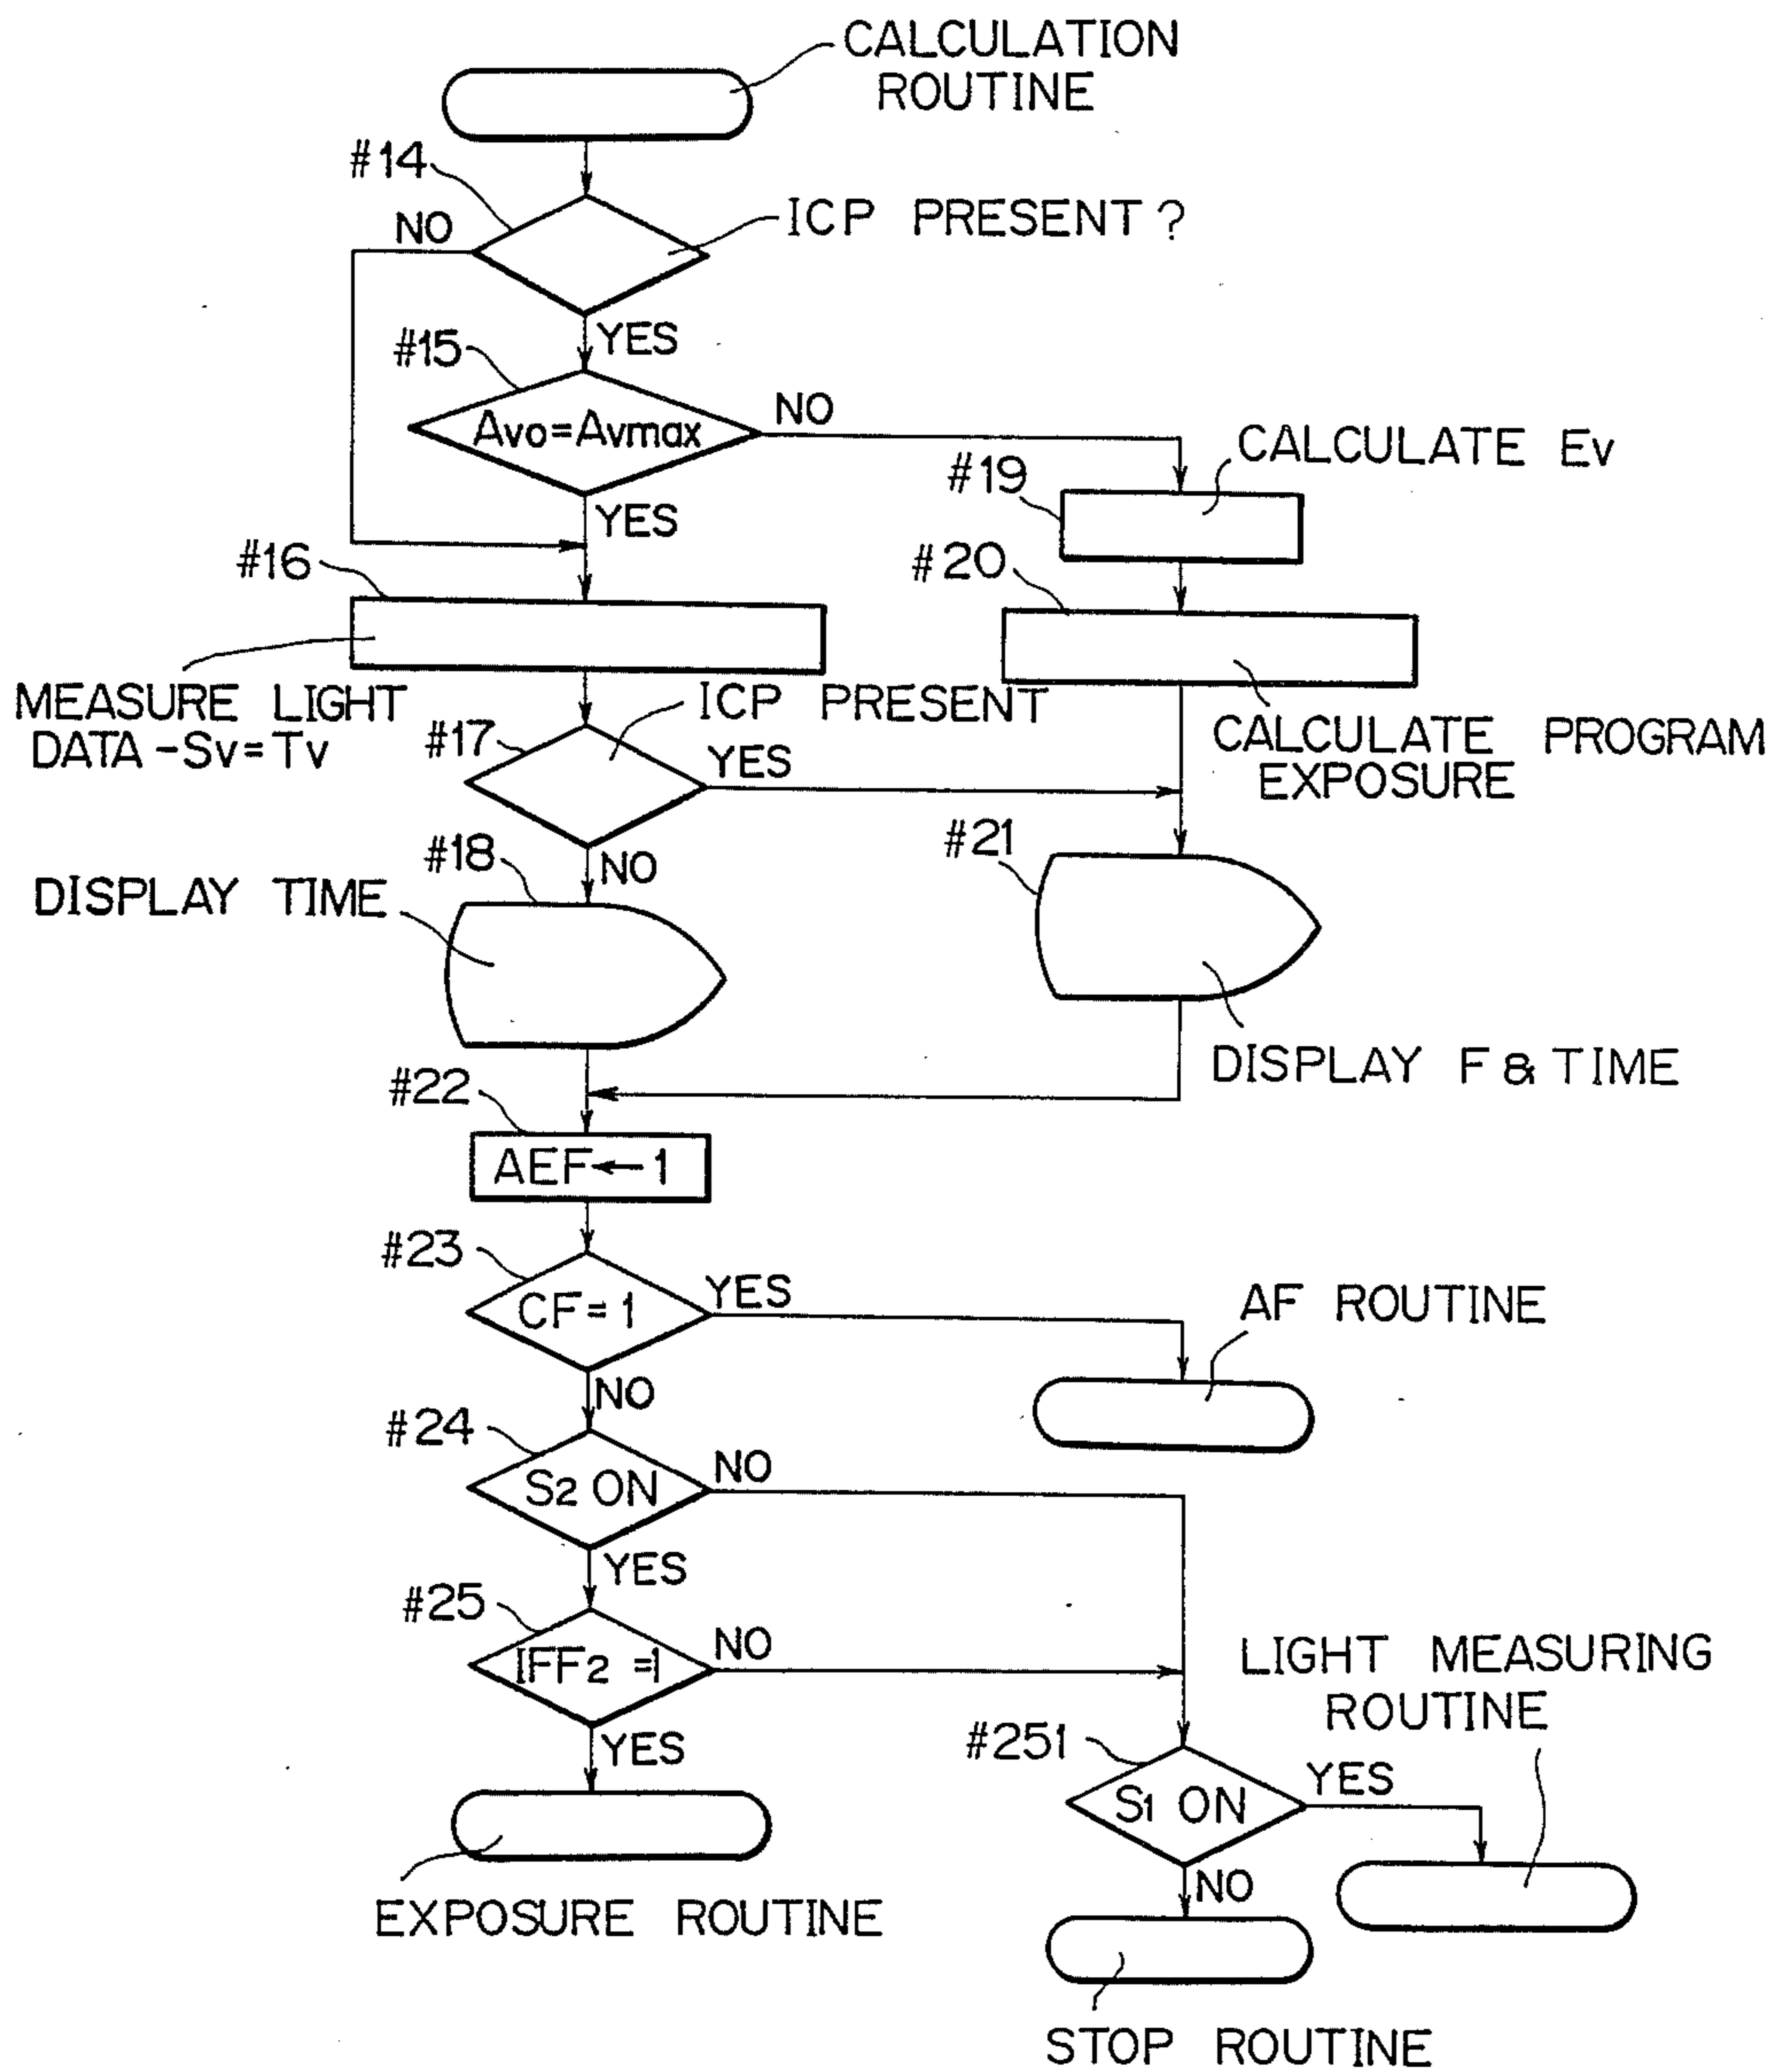 CALCULATION
ROUTINE
#14
ICP PRESENT?
NO
YES
#15
Avo=Avmax
NO
CALCULATE Ev
#19
YES
#16
#20
MEASURE LIGHT
DATA-Sv=Tv
ICP PRESENT
#17
YES
CALCULATE PROGRAM
EXPOSURE
#18
NO
#21
DISPLAY TIME
DISPLAY F & TIME
#22
AEF←1
#23
CF=1
YES
AF ROUTINE
NO
#24
S2 ON
NO
YES
#25
IFF2 =1
NO
LIGHT MEASURING
ROUTINE
YES
#251
S1 ON
YES
EXPOSURE ROUTINE
NO
STOP ROUTINE